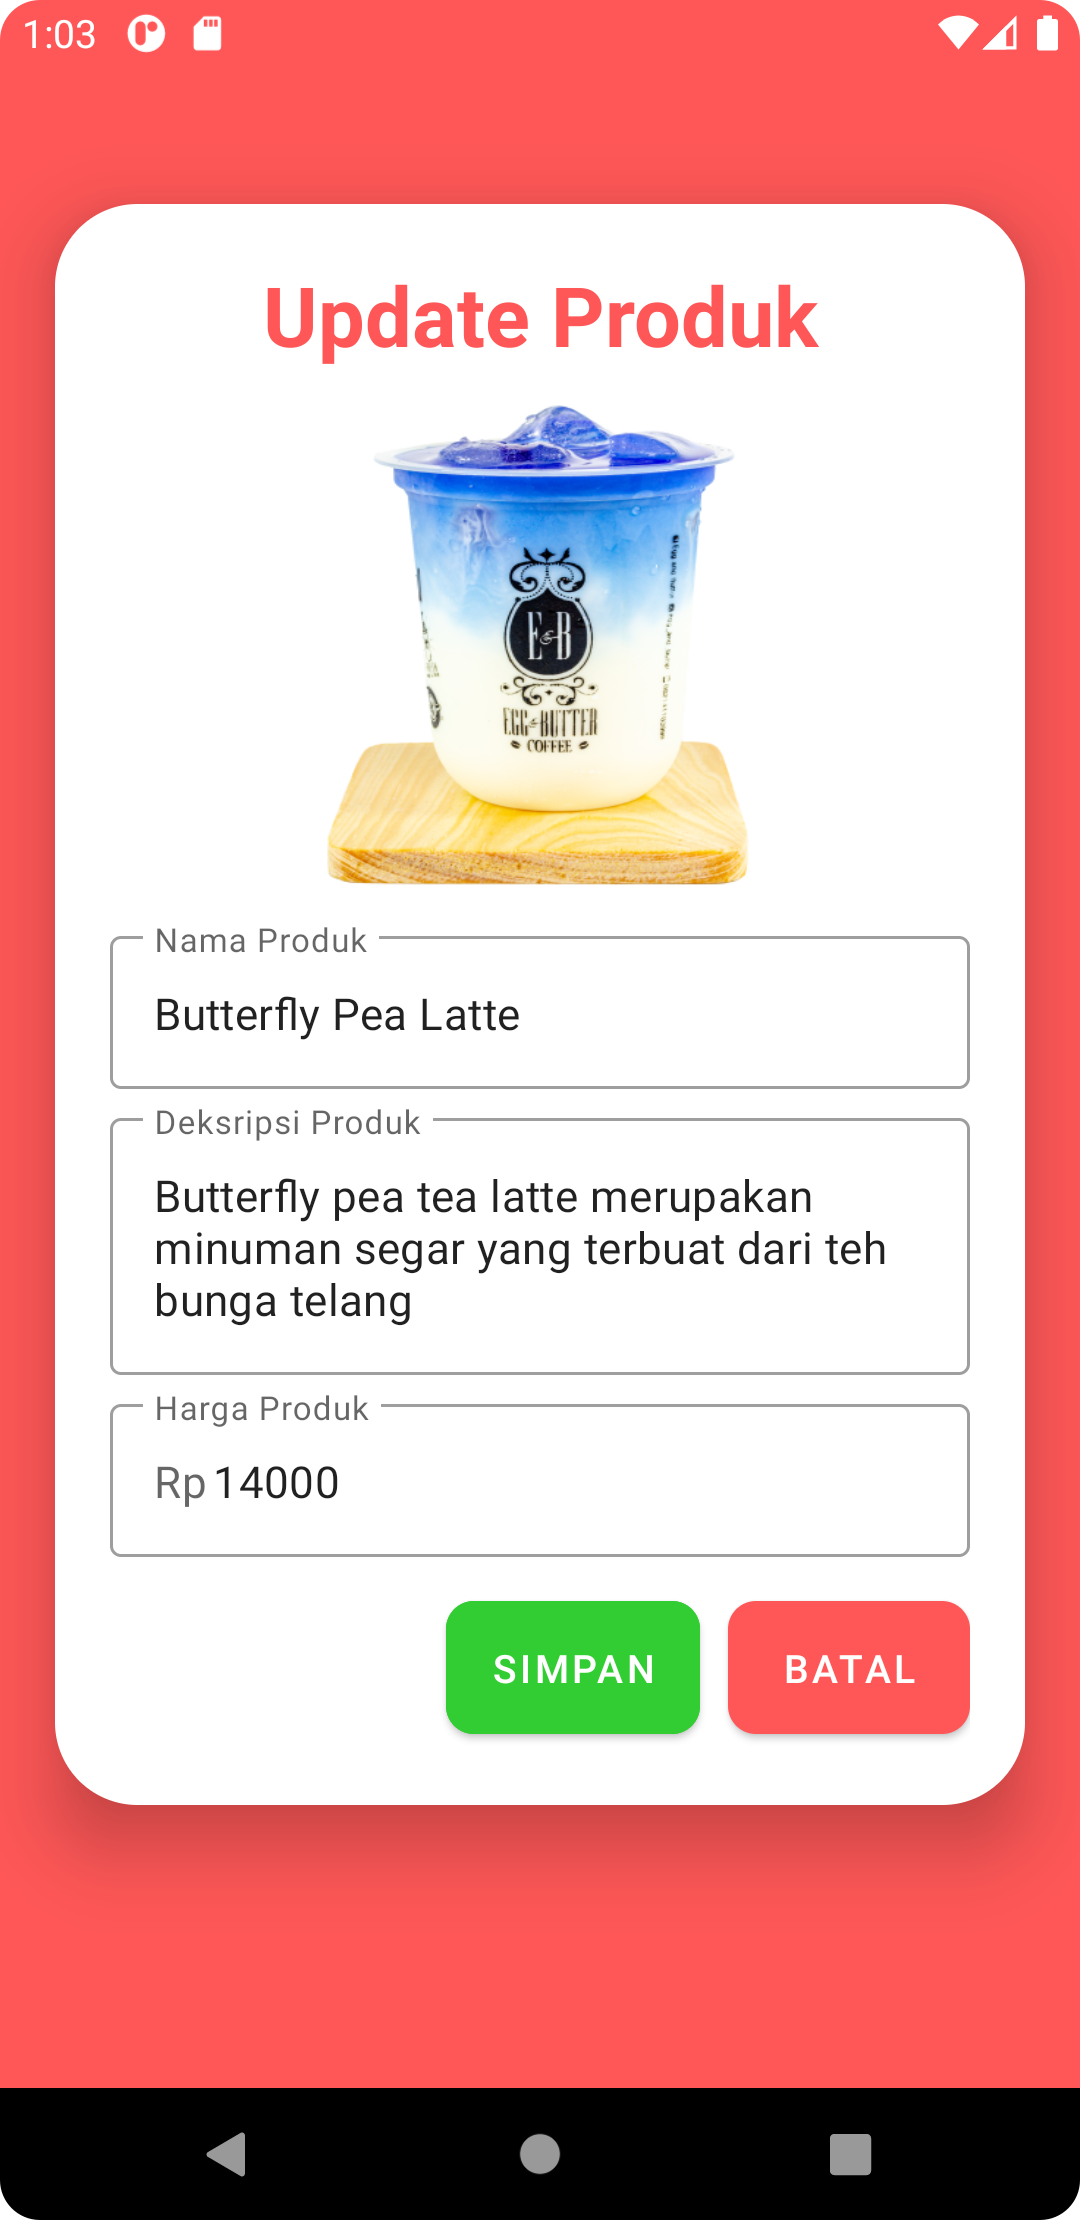 1:03
Update Produk
E&B
EGG & BUTTER
COFFEE
Nama Produk
Butterfly Pea Latte
Deksripsi Produk
Butterfly pea tea latte merupakan
minuman segar yang terbuat dari teh
bunga telang
Harga Produk
Rp 14000
SIMPAN
BATAL